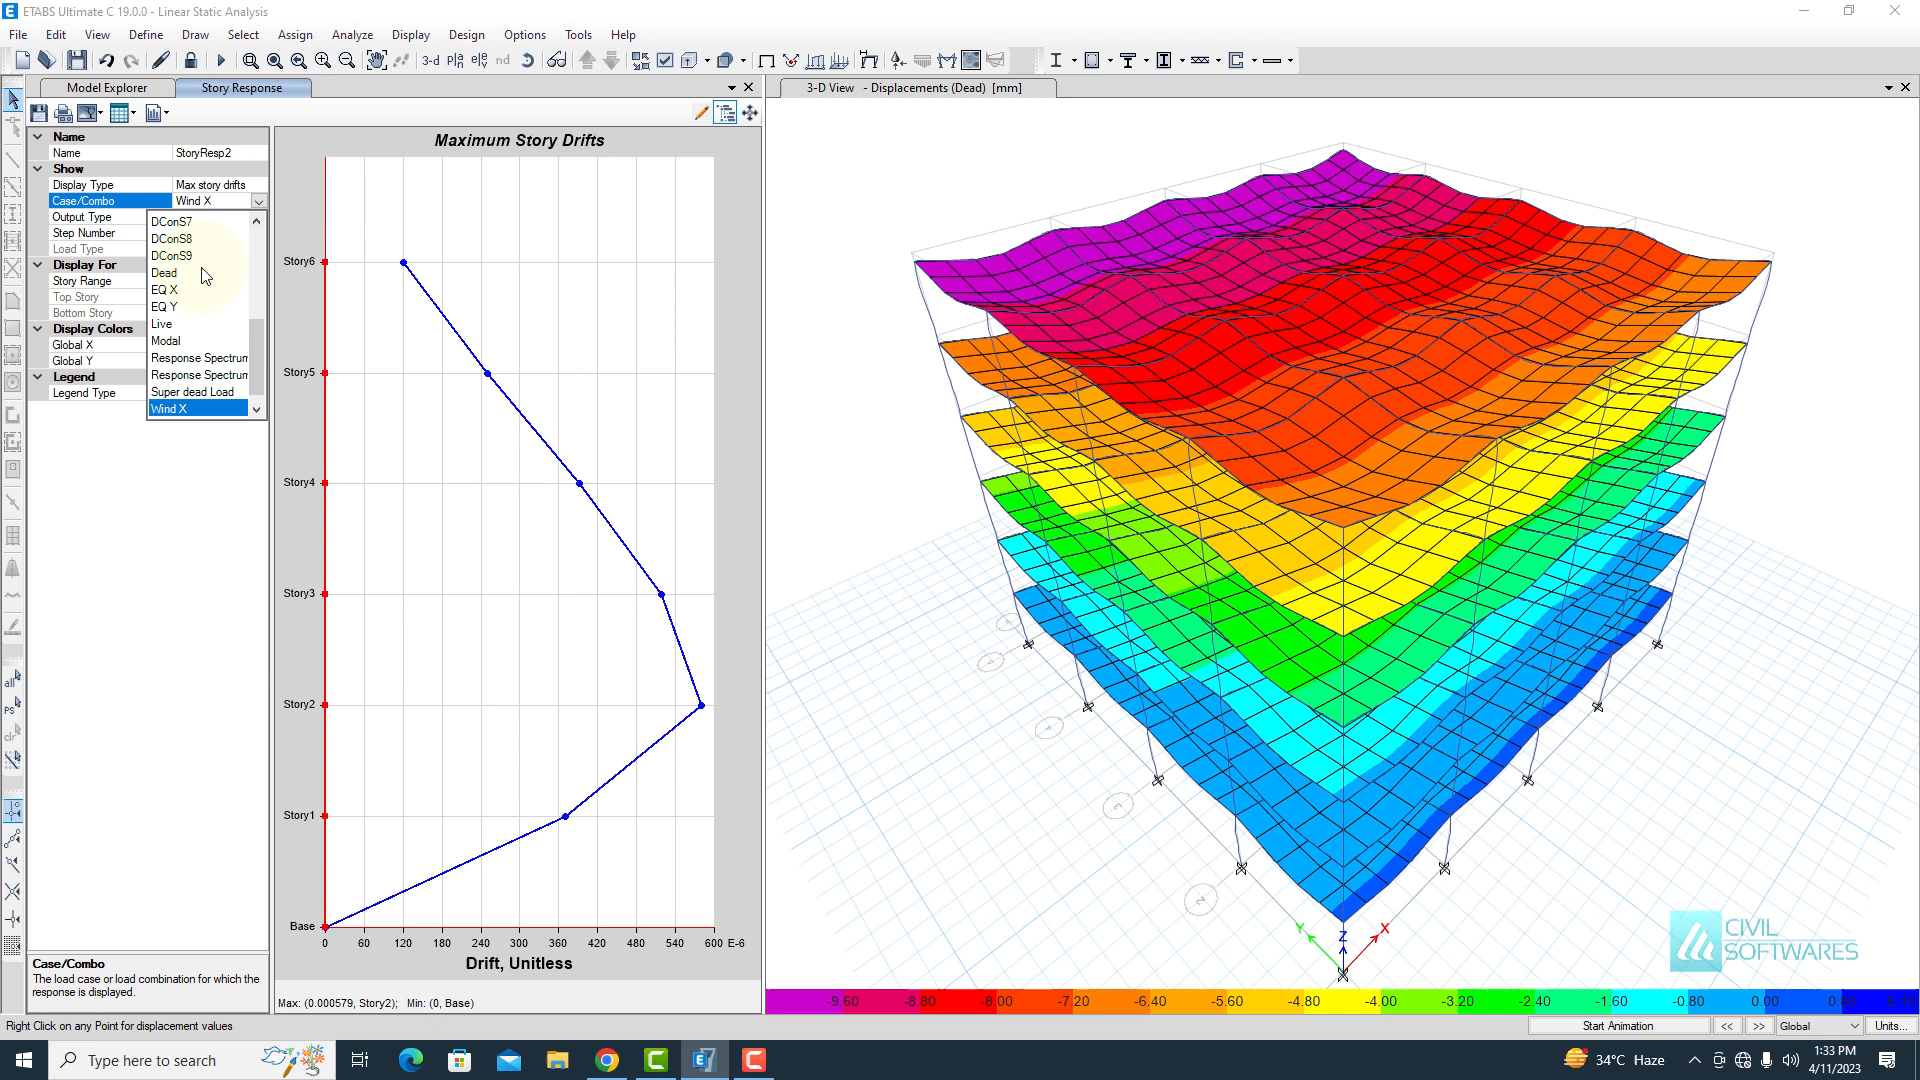 ETABS Ultimate C 19.0.0 - Linear Static Analysis
File Edit View Define Draw Select Assign Analyze Display Design Options Tools Help
3-d
nd
Model Explorer
Story Response
3-D View - Displacements (Dead) [mm]
Name
Name StoryResp2
Show
Display Type Max story drifts
Case/Combo Wind X
Output Type
Step Number
Load Type
Display For
Story Range
Top Story
Bottom Story
Display Colors
Global X
Global Y
Legend
Legend Type
DConS7
DConS8
DConS9
Dead
EQ X
EQ Y
Live
Modal
Response Spectrum
Response Spectrum
Super dead Load
Wind X
Maximum Story Drifts
Story6
Story5
Story4
Story3
Story2
Story1
Base
0 60 120 180 240 300 360 420 480 540 600 E-6
Drift, Unitless
Max: (0.000579, Story2); Min: (0, Base)
all
PS
clr
Case/Combo
The load case or load combination for which the
response is displayed.
Y Z X
CIVIL
SOFTWARES
-9.60 -8.80 -8.00 -7.20 -6.40 -5.60 -4.80 -4.00 -3.20 -2.40 -1.60 -0.80 0.00
Right Click on any Point for displacement values
Start Animation << >> Global Units...
Type here to search
34°C Haze
1:33 PM
4/11/2023